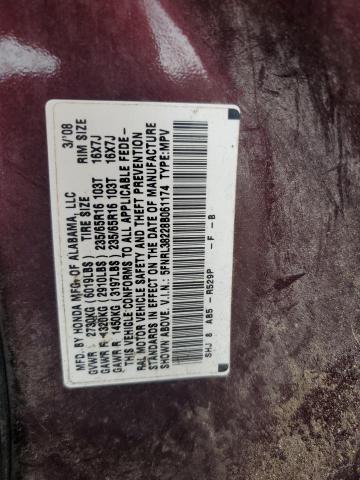 MFD. BY HONDA MFG. OF ALABAMA, LLC 3/'08
GVWR 2730KG (6019LBS) TIRE SIZE RIM SIZE
GAWR F 1320KG (2910LBS) 235/65R16 103T 16X7J
GAWR R 1450KG (3197LBS) 235/65R16 103T 16X7J
THIS VEHICLE CONFORMS TO ALL APPLICABLE FEDE-
RAL MOTOR VEHICLE SAFETY AND THEFT PREVENTION
STANDARDS IN EFFECT ON THE DATE OF MANUFACTURE
SHOWN ABOVE. V.I.N.: 5FNRL38228B061174 TYPE:MPV
SHJ 8 AB5 -R529P -F -B